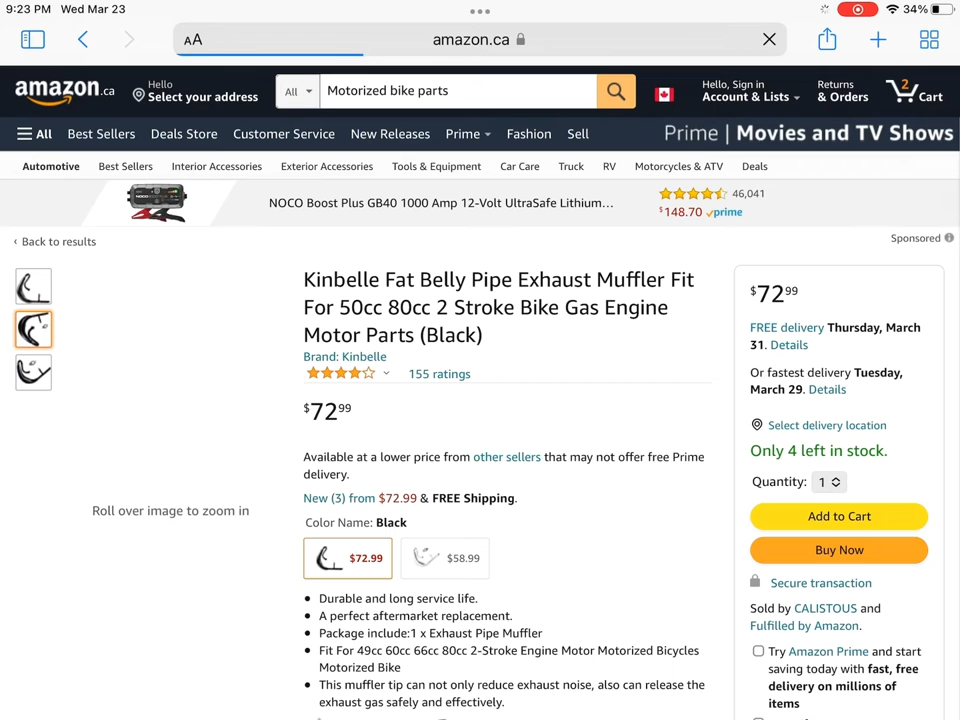 9:23 PM Wed Mar 23
34%
AA
amazon.ca
amazon.ca
Hello
Select your address
All
Motorized bike parts
Hello, Sign in
Account & Lists
Returns
& Orders
2
Cart
All
Best Sellers
Deals Store
Customer Service
New Releases
Prime
Fashion
Sell
Prime | Movies and TV Shows
Automotive
Best Sellers
Interior Accessories
Exterior Accessories
Tools & Equipment
Car Care
Truck
RV
Motorcycles & ATV
Deals
NOCO Boost Plus GB40 1000 Amp 12-Volt UltraSafe Lithium...
46,041
$148.70 prime
‹ Back to results
Sponsored
Kinbelle Fat Belly Pipe Exhaust Muffler Fit
For 50cc 80cc 2 Stroke Bike Gas Engine
Motor Parts (Black)
Brand: Kinbelle
155 ratings
$72 99
Available at a lower price from other sellers that may not offer free Prime
delivery.
New (3) from $72.99 & FREE Shipping.
Color Name: Black
$72.99
$58.99
• Durable and long service life.
• A perfect aftermarket replacement.
• Package include:1 x Exhaust Pipe Muffler
• Fit For 49cc 60cc 66cc 80cc 2-Stroke Engine Motor Motorized Bicycles
Motorized Bike
• This muffler tip can not only reduce exhaust noise, also can release the
exhaust gas safely and effectively.
Roll over image to zoom in
$72 99
FREE delivery Thursday, March
31. Details
Or fastest delivery Tuesday,
March 29. Details
Select delivery location
Only 4 left in stock.
Quantity: 1
Add to Cart
Buy Now
Secure transaction
Sold by CALISTOUS and
Fulfilled by Amazon.
Try Amazon Prime and start
saving today with fast, free
delivery on millions of
items